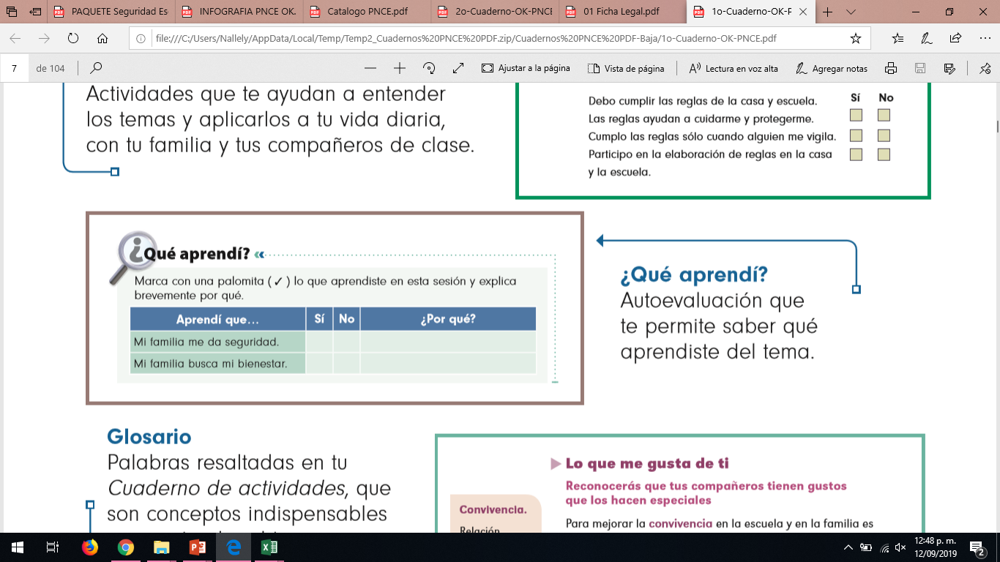 PAQUETE Seguridad Es
INFOGRAFIA PNCE OK.
Catalogo PNCE.pdf
2o-Cuaderno-OK-PNCE
01 Ficha Legal.pdf
1o-Cuaderno-OK-P
file:///C:/Users/Nallely/AppData/Local/Temp/Temp2_Cuadernos%20PNCE%20PDF.zip/Cuadernos%20PNCE%20PDF-Baja/1o-Cuaderno-OK-PNCE.pdf
7 de 104
Ajustar a la página
Vista de página
Lectura en voz alta
Agregar notas
Actividades que te ayudan a entender
los temas y aplicarlos a tu vida diaria,
con tu familia y tus compañeros de clase.
Sí No
Debo cumplir las reglas de la casa y escuela.
Las reglas ayudan a cuidarme y protegerme.
Cumplo las reglas sólo cuando alguien me vigila.
Participo en la elaboración de reglas en la casa
y la escuela.
¿Qué aprendí? «
Marca con una palomita (✓) lo que aprendiste en esta sesión y explica
brevemente por qué.
Aprendí que... Sí No ¿Por qué?
Mi familia me da seguridad.
Mi familia busca mi bienestar.
¿Qué aprendí?
Autoevaluación que
te permite saber qué
aprendiste del tema.
Glosario
Palabras resaltadas en tu
Cuaderno de actividades, que
son conceptos indispensables
Lo que me gusta de ti
Reconocerás que tus compañeros tienen gustos
que los hacen especiales
Convivencia.
Relación
Para mejorar la convivencia en la escuela y en la familia es
12:48 p. m.
12/09/2019
2